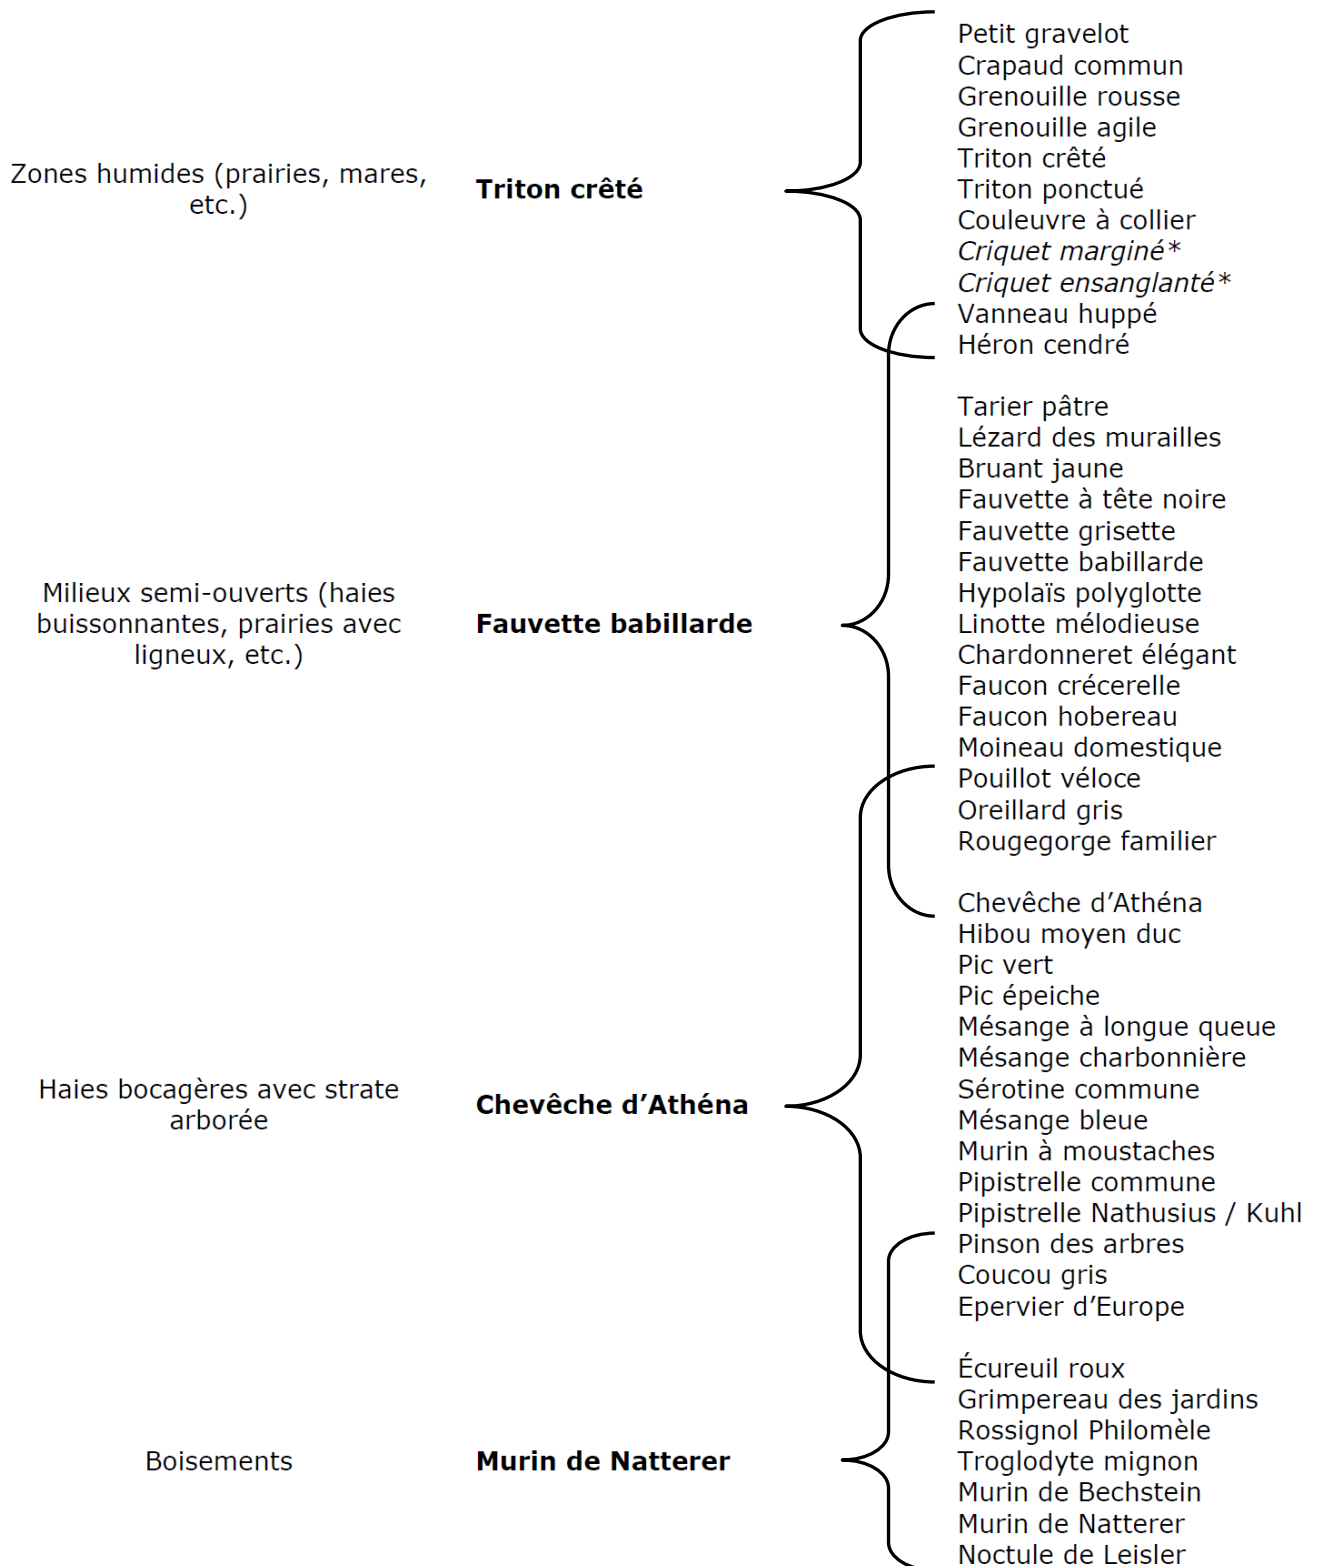 Zones humides (prairies, mares,
etc.)
Triton crêté
Petit gravelot
Crapaud commun
Grenouille rousse
Grenouille agile
Triton crêté
Triton ponctué
Couleuvre à collier
Criquet marginé*
Criquet ensanglanté*
Vanneau huppé
Héron cendré
Milieux semi-ouverts (haies
buissonnantes, prairies avec
ligneux, etc.)
Fauvette babillarde
Tarier pâtre
Lézard des murailles
Bruant jaune
Fauvette à tête noire
Fauvette grisette
Fauvette babillarde
Hypolaïs polyglotte
Linotte mélodieuse
Chardonneret élégant
Faucon crécerelle
Faucon hobereau
Moineau domestique
Pouillot véloce
Oreillard gris
Rougegorge familier
Haies bocagères avec strate
arborée
Chevêche d’Athéna
Chevêche d’Athéna
Hibou moyen duc
Pic vert
Pic épeiche
Mésange à longue queue
Mésange charbonnière
Sérotine commune
Mésange bleue
Murin à moustaches
Pipistrelle commune
Pipistrelle Nathusius / Kuhl
Pinson des arbres
Coucou gris
Epervier d’Europe
Boisements
Murin de Natterer
Écureuil roux
Grimpereau des jardins
Rossignol Philomèle
Troglodyte mignon
Murin de Bechstein
Murin de Natterer
Noctule de Leisler